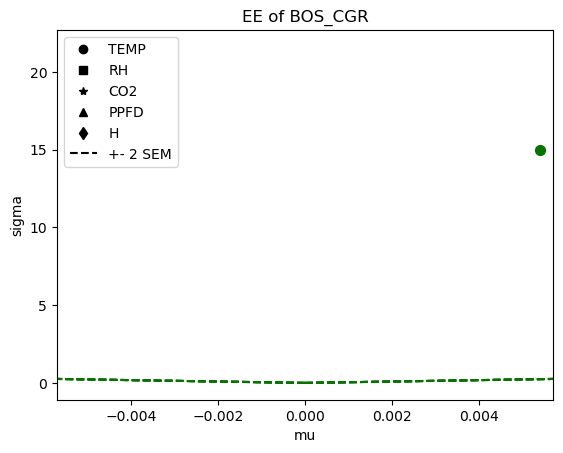 EE of BOS_CGR
TEMP
RH
CO2
PPFD
H
+- 2 SEM
20
15
10
5
0
sigma
−0.004
−0.002
0.000
0.002
0.004
mu